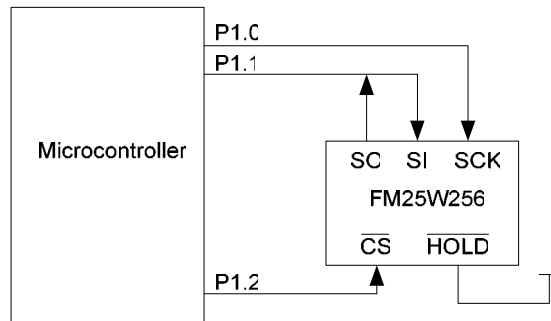 P1.0
P1.1
Microcontroller
SO SI SCK
FM25W256
CS HOLD
P1.2